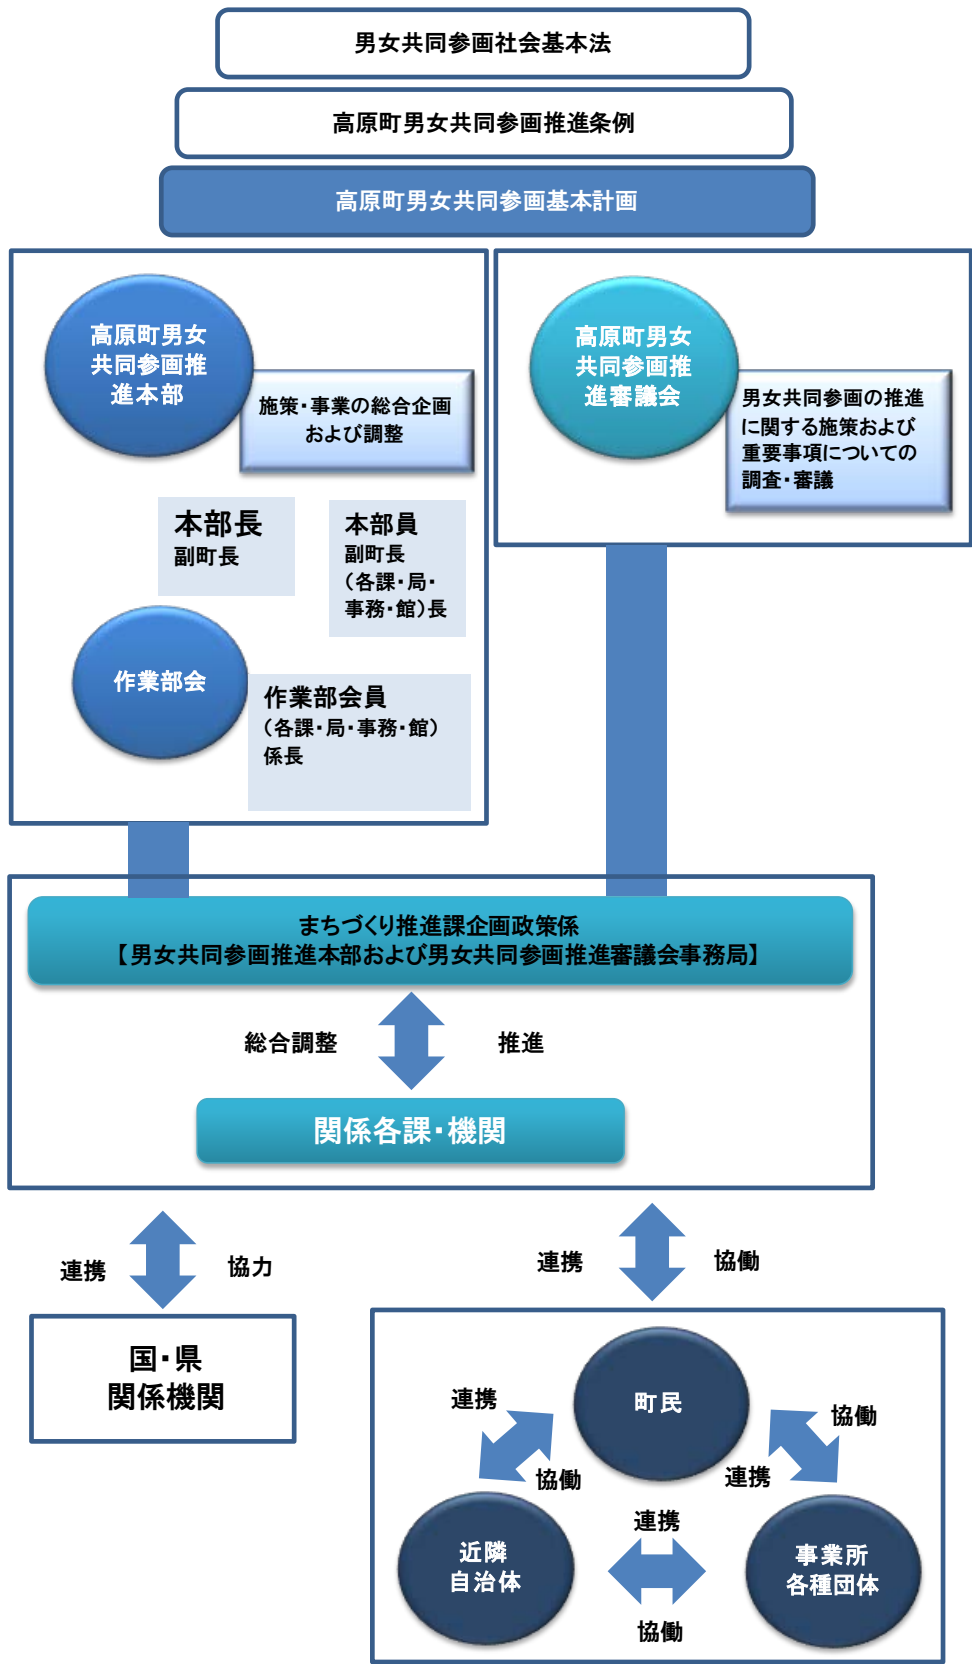 男女共同参画社会基本法
高原町男女共同参画推進条例
高原町男女共同参画基本計画
高原町男女
共同参画推
進本部
施策・事業の総合企画
および調整
本部長
副町長
本部員
副町長
（各課・局・
事務・館）長
作業部会
作業部会員
（各課・局・事務・館）
係長
高原町男女
共同参画推
進審議会
男女共同参画の推進
に関する施策および
重要事項についての
調査・審議
まちづくり推進課企画政策係
【男女共同参画推進本部および男女共同参画推進審議会事務局】
総合調整
推進
関係各課・機関
連携
協力
国・県
関係機関
連携
協働
町民
連携
協働
協働
連携
近隣
自治体
連携
協働
事業所
各種団体